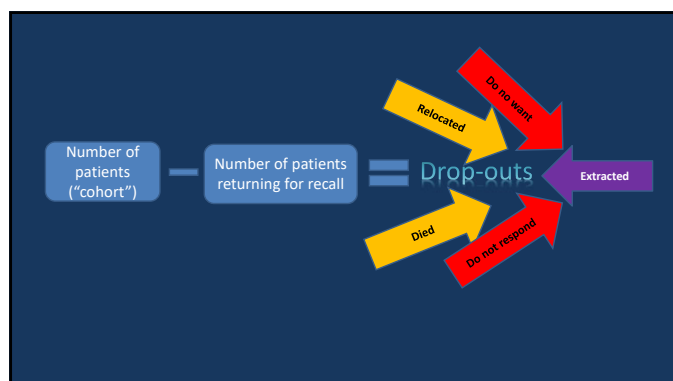 Number of
patients
(“cohort”)
Number of patients
returning for recall
Drop-outs
Relocated
Do no want
Extracted
Died
Do not respond